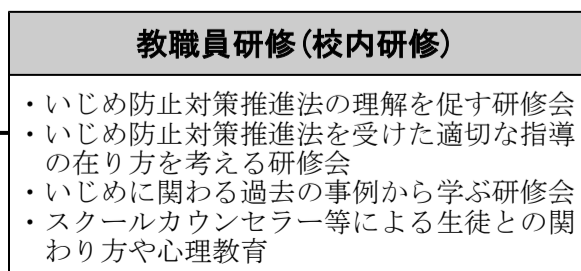 教職員研修(校内研修)
・いじめ防止対策推進法の理解を促す研修会
・いじめ防止対策推進法を受けた適切な指導
の在り方を考える研修会
・いじめに関わる過去の事例から学ぶ研修会
・スクールカウンセラー等による生徒との関
わり方や心理教育